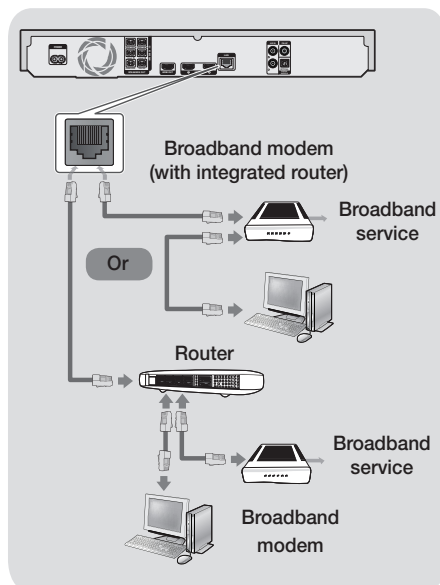 Broadband modem
(with integrated router)
Broadband
service
Or
Router
Broadband
service
Broadband
modem